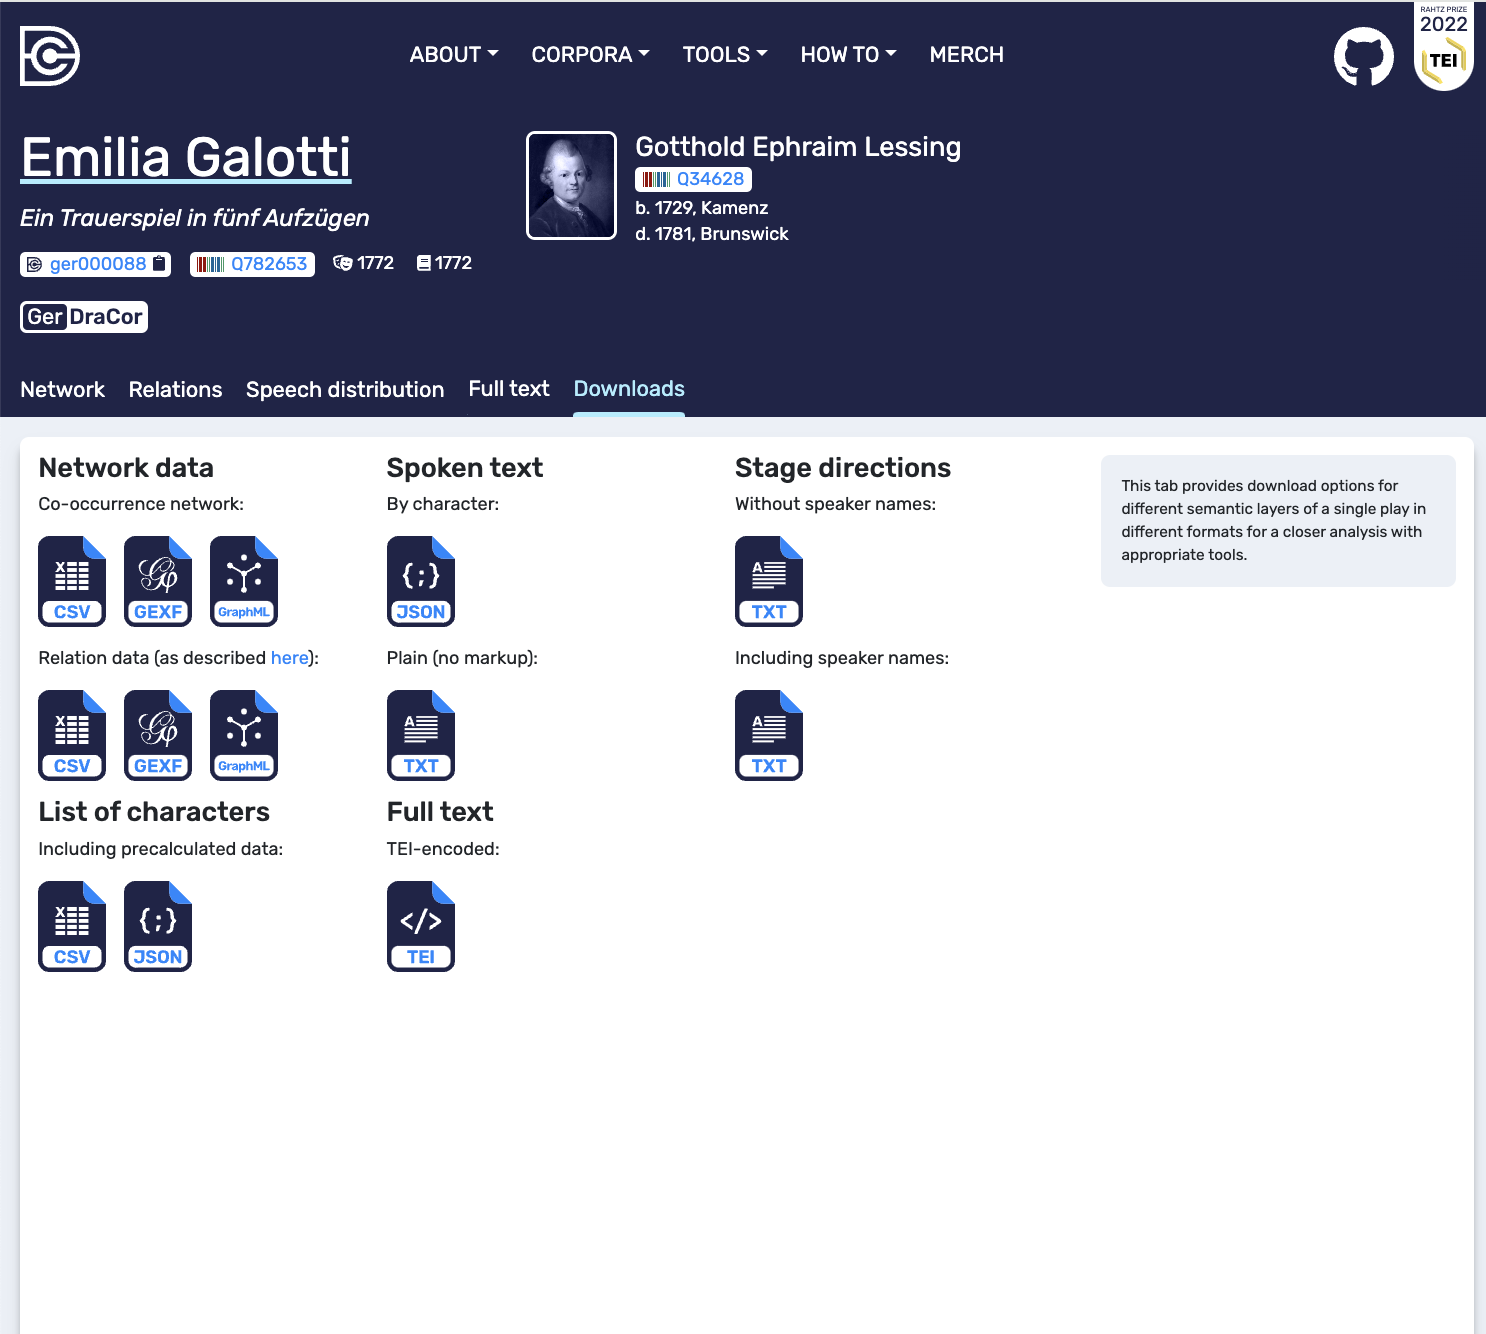 ABOUT CORPORA TOOLS HOW TO MERCH
RAHTZ PRIZE
2022
TEI
Emilia Galotti
Ein Trauerspiel in fünf Aufzügen
ger000088 Q782653 1772 1772
GerDraCor
Gotthold Ephraim Lessing
Q34628
b. 1729, Kamenz
d. 1781, Brunswick
Network Relations Speech distribution Full text Downloads
Network data
Co-occurrence network:
CSV GEXF GraphML
Relation data (as described here):
CSV GEXF GraphML
List of characters
Including precalculated data:
CSV JSON
Spoken text
By character:
JSON
Plain (no markup):
TXT
Full text
TEI-encoded:
TEI
Stage directions
Without speaker names:
TXT
Including speaker names:
TXT
This tab provides download options for
different semantic layers of a single play in
different formats for a closer analysis with
appropriate tools.